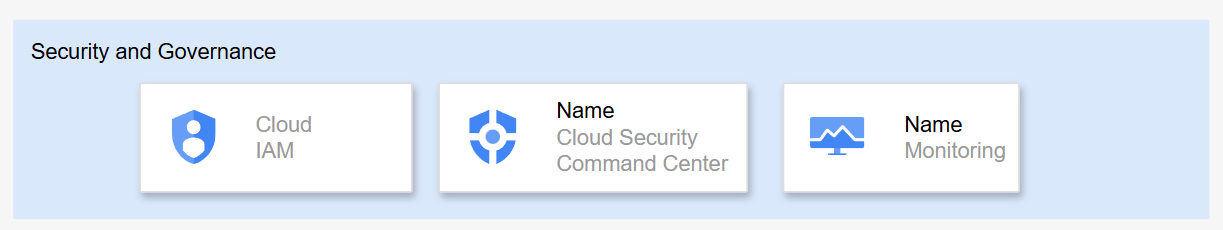 Security and Governance
Cloud
IAM
Name
Cloud Security
Command Center
Name
Monitoring